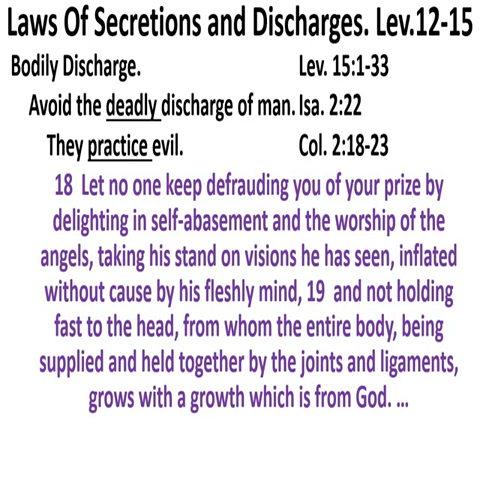 Laws Of Secretions and Discharges. Lev.12-15
Bodily Discharge. Lev. 15:1-33
Avoid the deadly discharge of man. Isa. 2:22
They practice evil. Col. 2:18-23
18 Let no one keep defrauding you of your prize by
delighting in self-abasement and the worship of the
angels, taking his stand on visions he has seen, inflated
without cause by his fleshly mind, 19 and not holding
fast to the head, from whom the entire body, being
supplied and held together by the joints and ligaments,
grows with a growth which is from God. ...